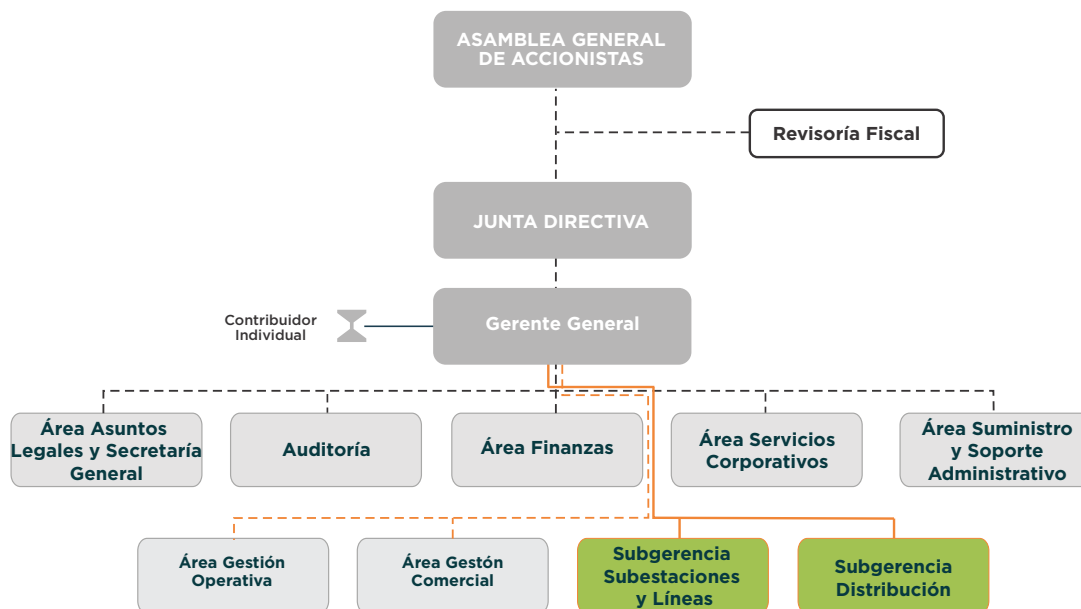 ASAMBLEA GENERAL
DE ACCIONISTAS
Revisoría Fiscal
JUNTA DIRECTIVA
Contribuidor
Individual
Gerente General
Área Asuntos
Legales y Secretaría
General
Auditoría
Área Finanzas
Área Servicios
Corporativos
Área Suministro
y Soporte
Administrativo
Área Gestión
Operativa
Área Gestón
Comercial
Subgerencia
Subestaciones
y Líneas
Subgerencia
Distribución